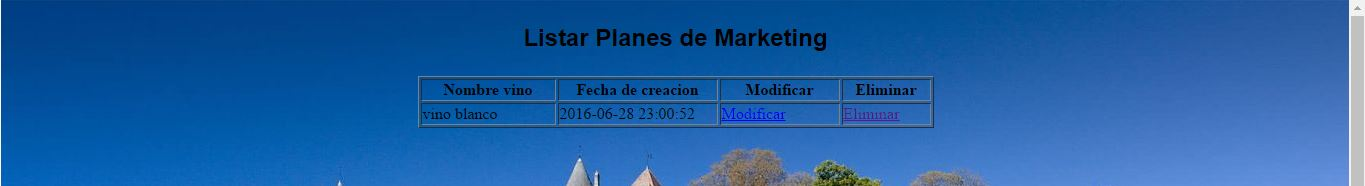 Listar Planes de Marketing
Nombre vino Fecha de creacion Modificar Eliminar
vino blanco 2016-06-28 23:00:52 Modificar Eliminar